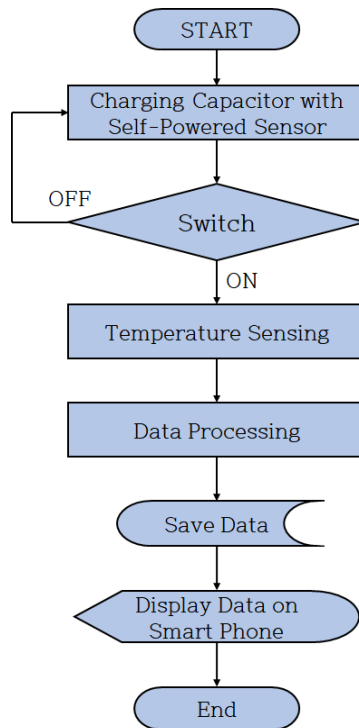 START
Charging Capacitor with
Self-Powered Sensor
OFF
Switch
ON
Temperature Sensing
Data Processing
Save Data
Display Data on
Smart Phone
End